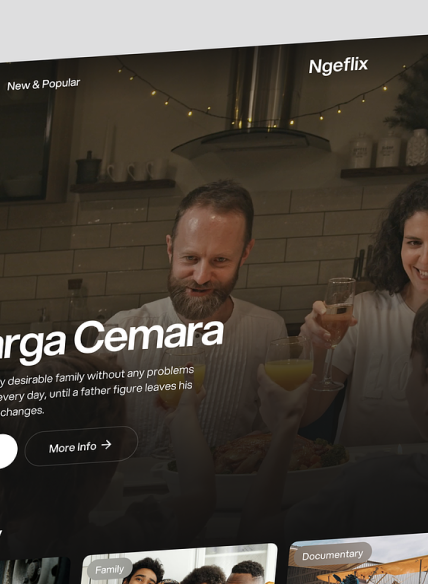 New & Popular
Ngeflix
arga Cemara
y desirable family without any problems
every day, until a father figure leaves his
changes.
More Info →
Family
Documentary